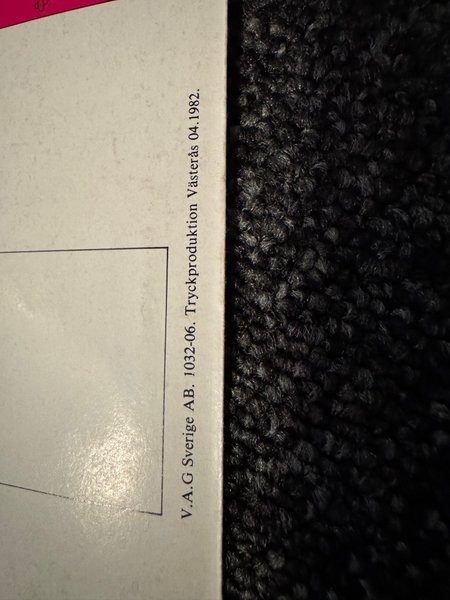 V.A.G Sverige AB. 1032-06. Tryckproduktion Västerås 04.1982.